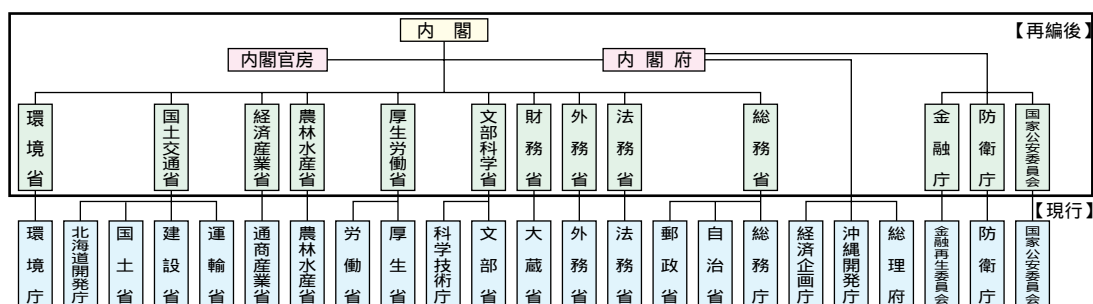 内閣
【再編後】
内閣官房
内閣府
環境省
国土交通省
経済産業省
農林水産省
厚生労働省
文部科学省
財務省
外務省
法務省
総務省
金融庁
防衛庁
国家公安委員会
【現行】
環境庁
北海道開発庁
国土省
建設省
運輸省
通商産業省
農林水産省
労働省
厚生省
科学技術庁
文部省
大蔵省
外務省
法務省
郵政省
自治省
総務庁
経済企画庁
沖縄開発庁
総理府
金融再生委員会
防衛庁
国家公安委員会